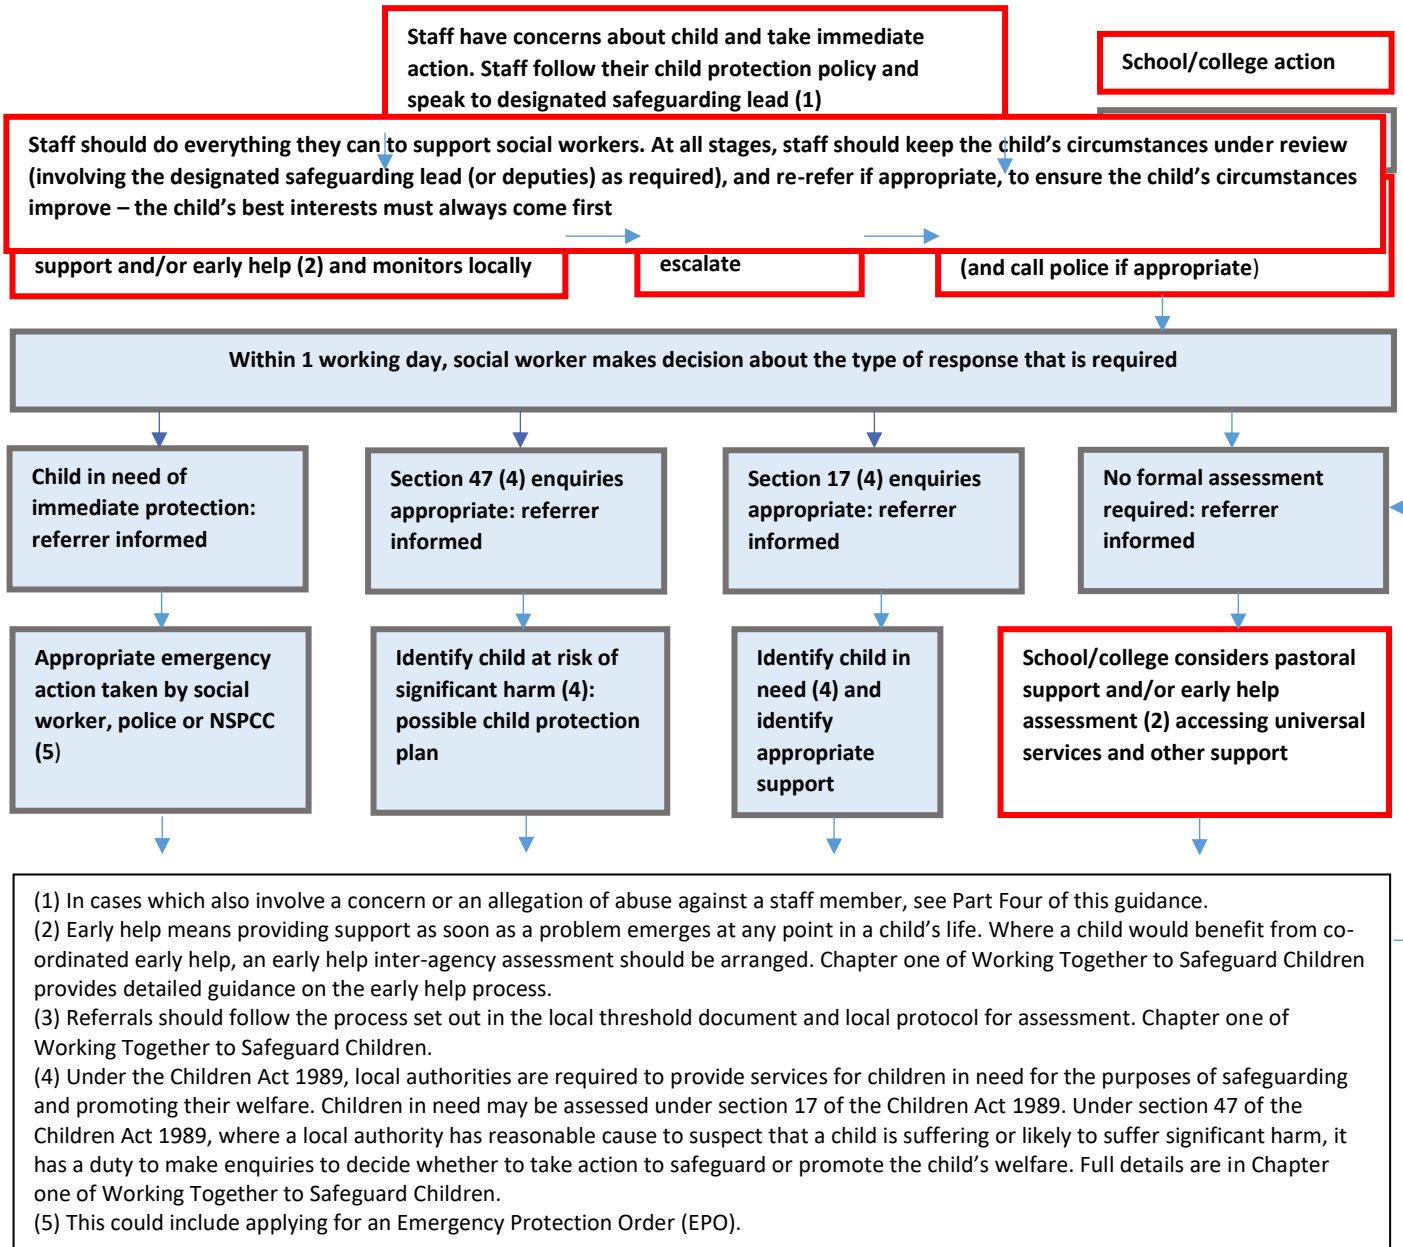 Staff have concerns about child and take immediate
action. Staff follow their child protection policy and
speak to designated safeguarding lead (1)
School/college action
Staff should do everything they can to support social workers. At all stages, staff should keep the child’s circumstances under review
(involving the designated safeguarding lead (or deputies) as required), and re-refer if appropriate, to ensure the child’s circumstances
improve – the child’s best interests must always come first
support and/or early help (2) and monitors locally
escalate
(and call police if appropriate)
Within 1 working day, social worker makes decision about the type of response that is required
Child in need of
immediate protection:
referrer informed
Section 47 (4) enquiries
appropriate: referrer
informed
Section 17 (4) enquiries
appropriate: referrer
informed
No formal assessment
required: referrer
informed
Appropriate emergency
action taken by social
worker, police or NSPCC
(5)
Identify child at risk of
significant harm (4):
possible child protection
plan
Identify child in
need (4) and
identify
appropriate
support
School/college considers pastoral
support and/or early help
assessment (2) accessing universal
services and other support
(1) In cases which also involve a concern or an allegation of abuse against a staff member, see Part Four of this guidance.
(2) Early help means providing support as soon as a problem emerges at any point in a child’s life. Where a child would benefit from co-
ordinated early help, an early help inter-agency assessment should be arranged. Chapter one of Working Together to Safeguard Children
provides detailed guidance on the early help process.
(3) Referrals should follow the process set out in the local threshold document and local protocol for assessment. Chapter one of
Working Together to Safeguard Children.
(4) Under the Children Act 1989, local authorities are required to provide services for children in need for the purposes of safeguarding
and promoting their welfare. Children in need may be assessed under section 17 of the Children Act 1989. Under section 47 of the
Children Act 1989, where a local authority has reasonable cause to suspect that a child is suffering or likely to suffer significant harm, it
has a duty to make enquiries to decide whether to take action to safeguard or promote the child’s welfare. Full details are in Chapter
one of Working Together to Safeguard Children.
(5) This could include applying for an Emergency Protection Order (EPO).